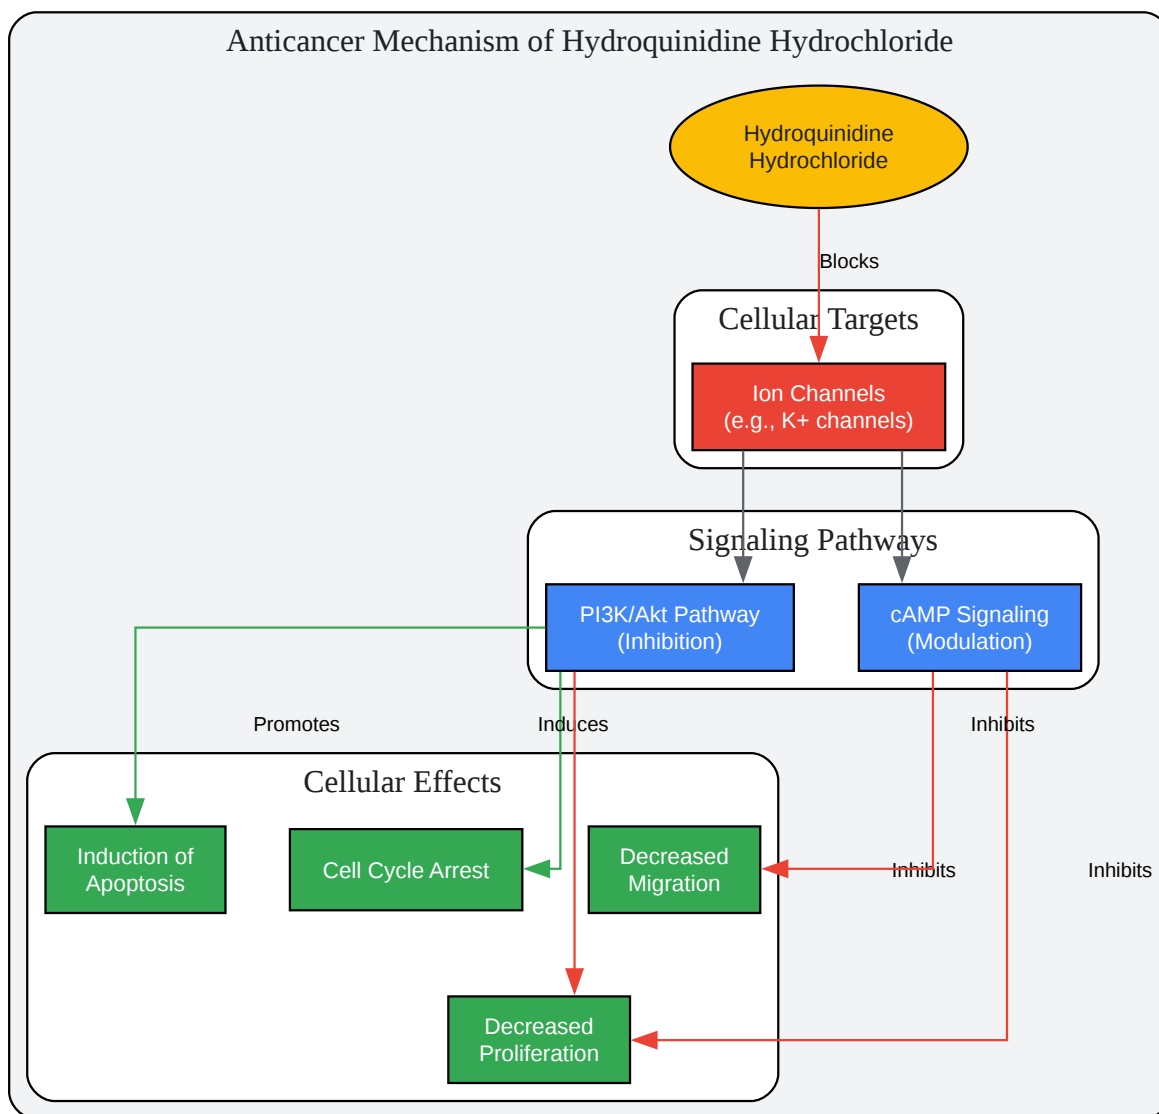 Anticancer Mechanism of Hydroquinidine Hydrochloride
Hydroquinidine
Hydrochloride
Blocks
Cellular Targets
Ion Channels
(e.g., K+ channels)
Signaling Pathways
PI3K/Akt Pathway
(Inhibition)
cAMP Signaling
(Modulation)
Promotes
Induces
Inhibits
Cellular Effects
Induction of
Apoptosis
Cell Cycle Arrest
Decreased
Migration
Inhibits
Inhibits
Decreased
Proliferation